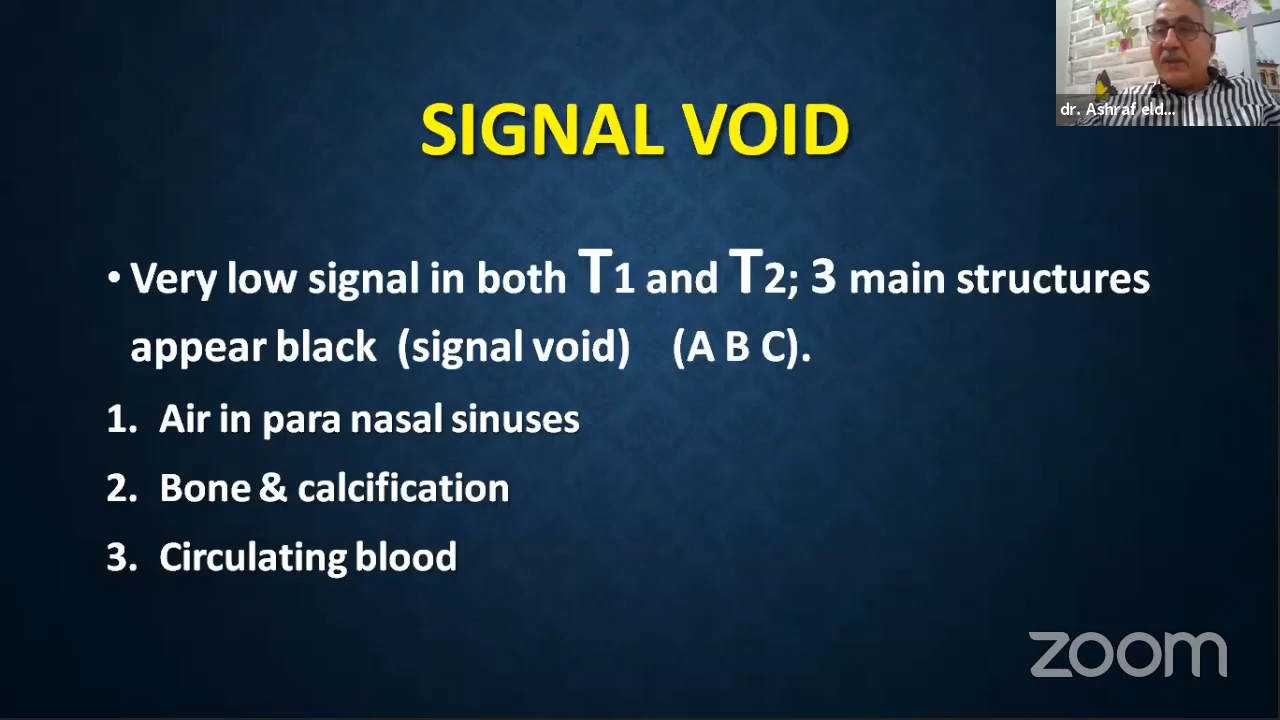 dr. Ashraf eld...
SIGNAL VOID
• Very low signal in both T1 and T2; 3 main structures
appear black (signal void) (A B C).
1. Air in para nasal sinuses
2. Bone & calcification
3. Circulating blood
zoom